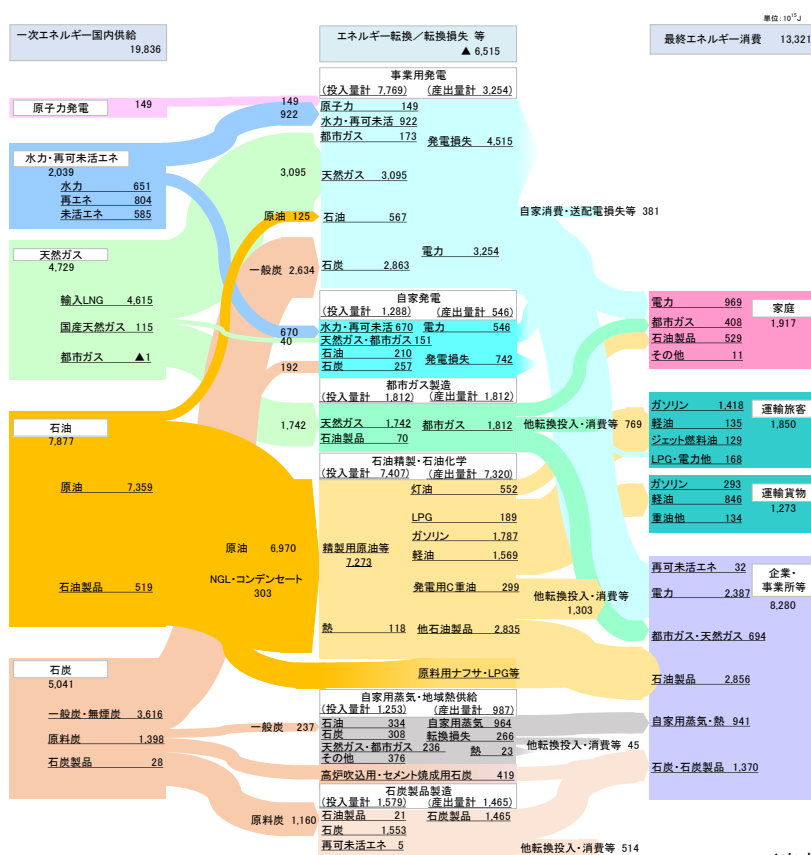 単位:10¹⁵J
一次エネルギー国内供給
19,836
エネルギー転換／転換損失 等
▲ 6,515
最終エネルギー消費 13,321
事業用発電
(投入量計 7,769) (産出量計 3,254)
原子力発電 149
149
原子力 149
922
水力・再可未活 922
都市ガス 173
発電損失 4,515
水力・再可未活エネ
2,039
水力 651
再エネ 804
未活エネ 585
3,095
天然ガス 3,095
原油 125
石油 567
自家消費・送配電損失等 381
電力 3,254
一般炭 2,634
石炭 2,863
天然ガス
4,729
輸入LNG 4,615
国産天然ガス 115
都市ガス ▲1
自家発電
(投入量計 1,288) (産出量計 546)
670
水力・再可未活 670
電力 546
40
天然ガス・都市ガス 151
石油 210
192
石炭 257
発電損失 742
電力 969
都市ガス 408
石油製品 529
その他 11
家庭
1,917
都市ガス製造
(投入量計 1,812) (産出量計 1,812)
1,742
天然ガス 1,742
都市ガス 1,812
石油製品 70
他転換投入・消費等 769
ガソリン 1,418
軽油 135
ジェット燃料油 129
LPG・電力他 168
運輸旅客
1,850
石油
7,877
原油 7,359
石油製品 519
石油精製・石油化学
(投入量計 7,407) (産出量計 7,320)
灯油 552
LPG 189
ガソリン 1,787
軽油 1,569
原油 6,970
精製用原油等
7,273
NGL・コンデンセート
303
発電用C重油 299
他転換投入・消費等
1,303
熱 118
他石油製品 2,835
原料用ナフサ・LPG等
ガソリン 293
軽油 846
重油他 134
運輸貨物
1,273
再可未活エネ 32
電力 2,387
都市ガス・天然ガス 694
石油製品 2,856
自家用蒸気・熱 941
石炭・石炭製品 1,370
企業・
事業所等
8,280
石炭
5,041
一般炭・無煙炭 3,616
原料炭 1,398
石炭製品 28
自家用蒸気・地域熱供給
(投入量計 1,253) (産出量計 987)
一般炭 237
石油 334
自家用蒸気 964
石炭 308
転換損失 266
天然ガス・都市ガス 236
熱 23
その他 376
他転換投入・消費等 45
高炉吹込用・セメント焼成用石炭 419
石炭製品製造
(投入量計 1,579) (産出量計 1,465)
原料炭 1,160
石油製品 21
石炭製品 1,465
石炭 1,553
再可未活エネ 5
他転換投入・消費等 514